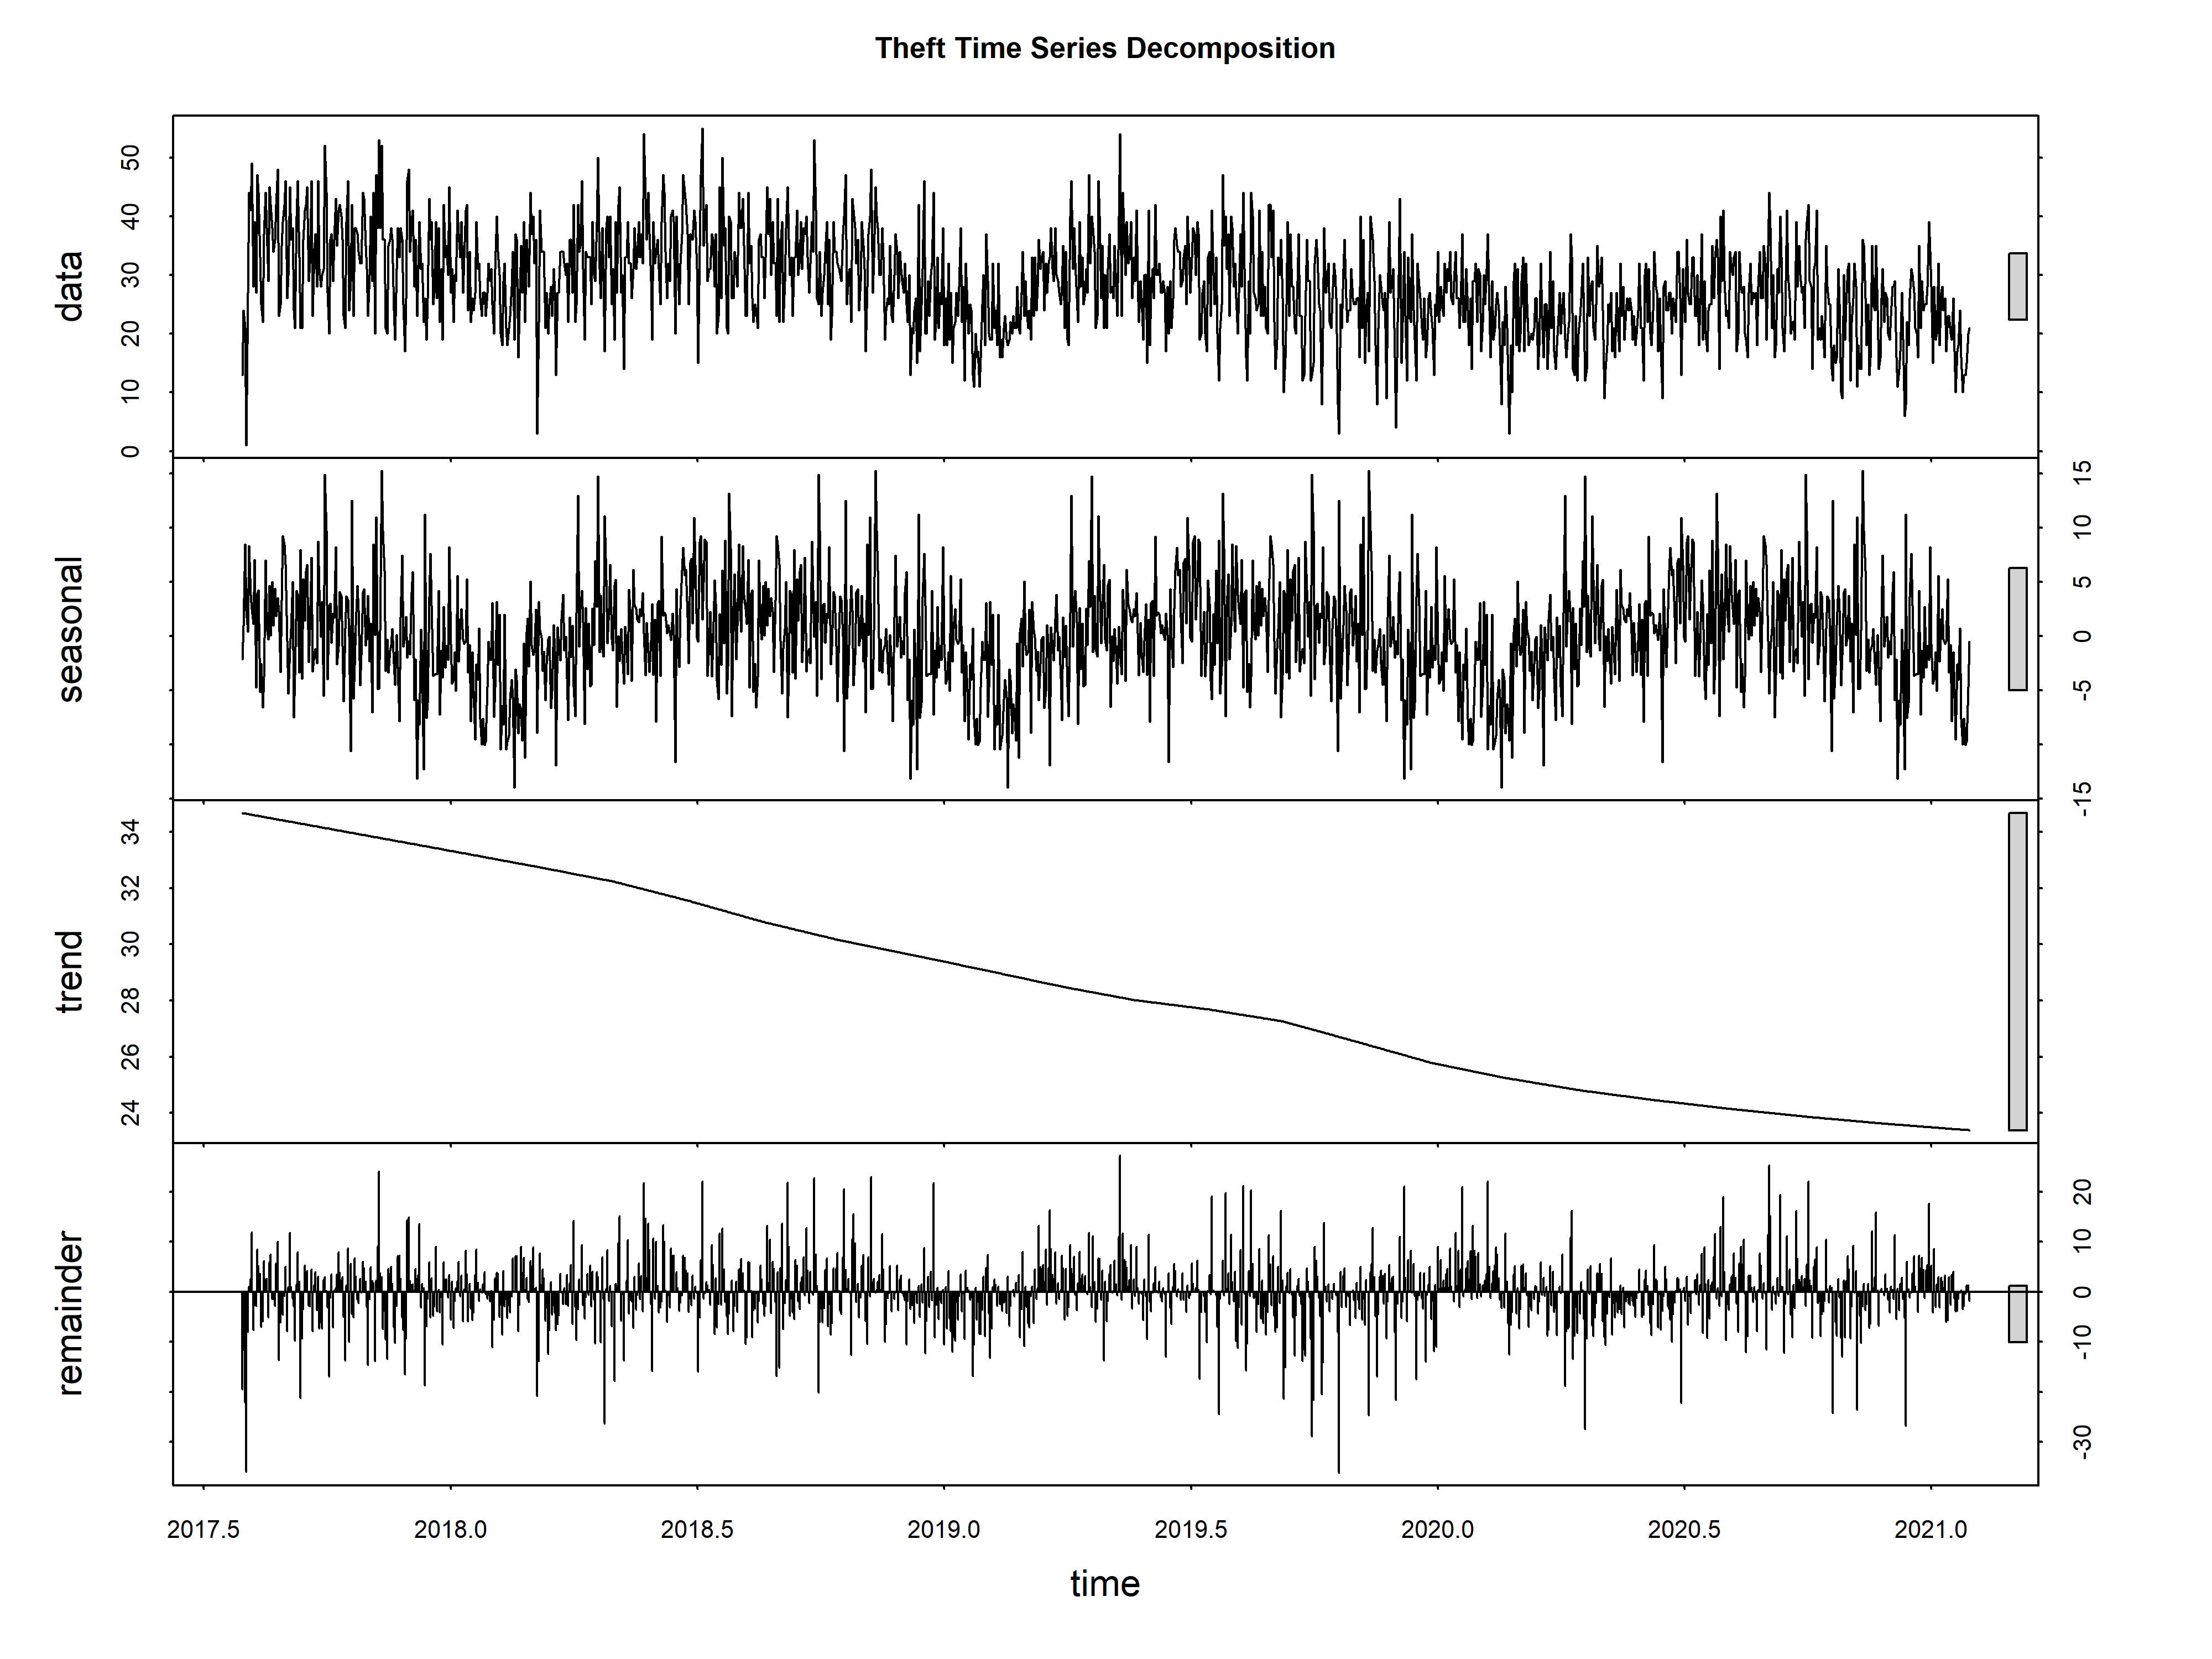 Theft Time Series Decomposition
data
0 10 20 30 40 50
seasonal
-15 -5 0 5 10 15
trend
24 26 28 30 32 34
remainder
-30 -10 0 10 20
2017.5 2018.0 2018.5 2019.0 2019.5 2020.0 2020.5 2021.0
time